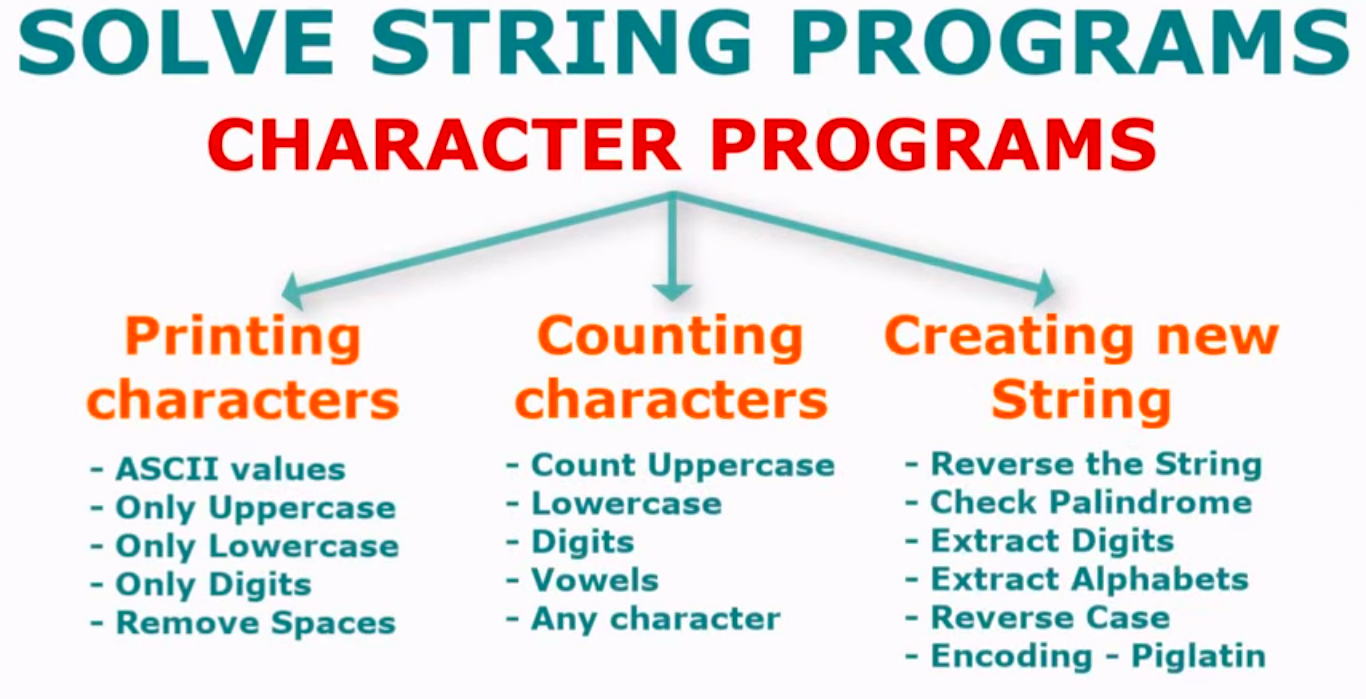 SOLVE STRING PROGRAMS
CHARACTER PROGRAMS
Printing
characters
- ASCII values
- Only Uppercase
- Only Lowercase
- Only Digits
- Remove Spaces
Counting
characters
- Count Uppercase
- Lowercase
- Digits
- Vowels
- Any character
Creating new
String
- Reverse the String
- Check Palindrome
- Extract Digits
- Extract Alphabets
- Reverse Case
- Encoding - Piglatin